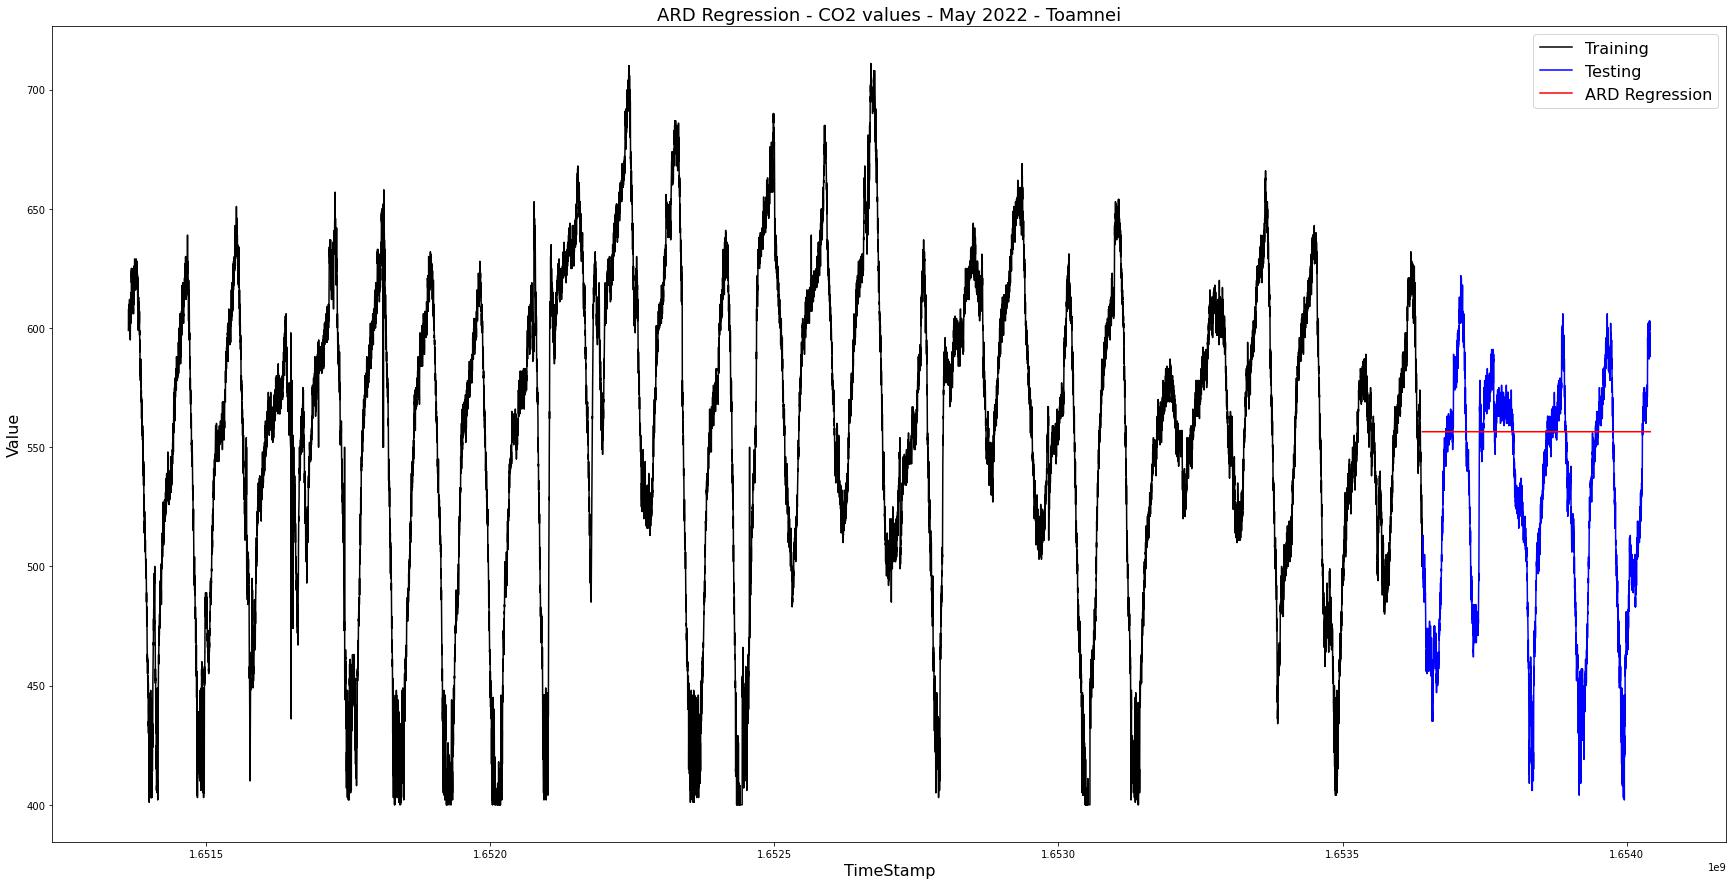 ARD Regression - CO2 values - May 2022 - Toamnei
Training
Testing
ARD Regression
Value
700
650
600
550
500
450
400
1.6515
1.6520
1.6525
1.6530
1.6535
1.6540
TimeStamp
1e9